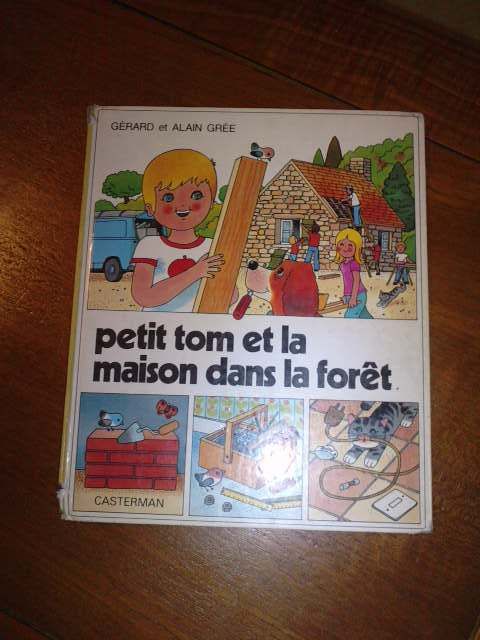 GÉRARD et ALAIN GRÉE
petit tom et la
maison dans la forêt
CASTERMAN